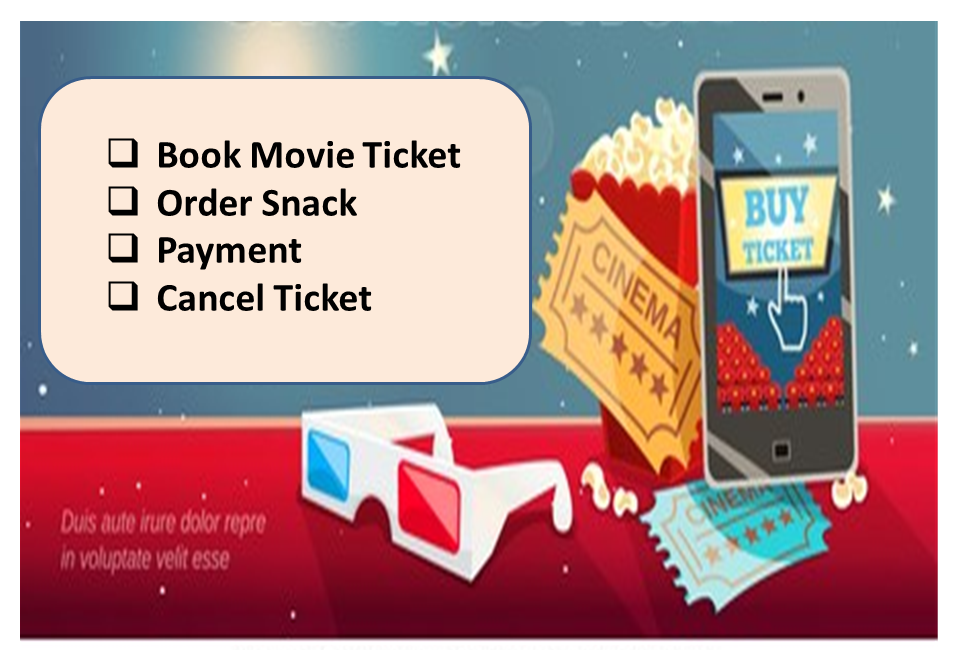 Book Movie Ticket
Order Snack
Payment
Cancel Ticket
BUY
TICKET
CINEMA
CINEMA
Duis aute irure dolor repre
in voluptate velit esse